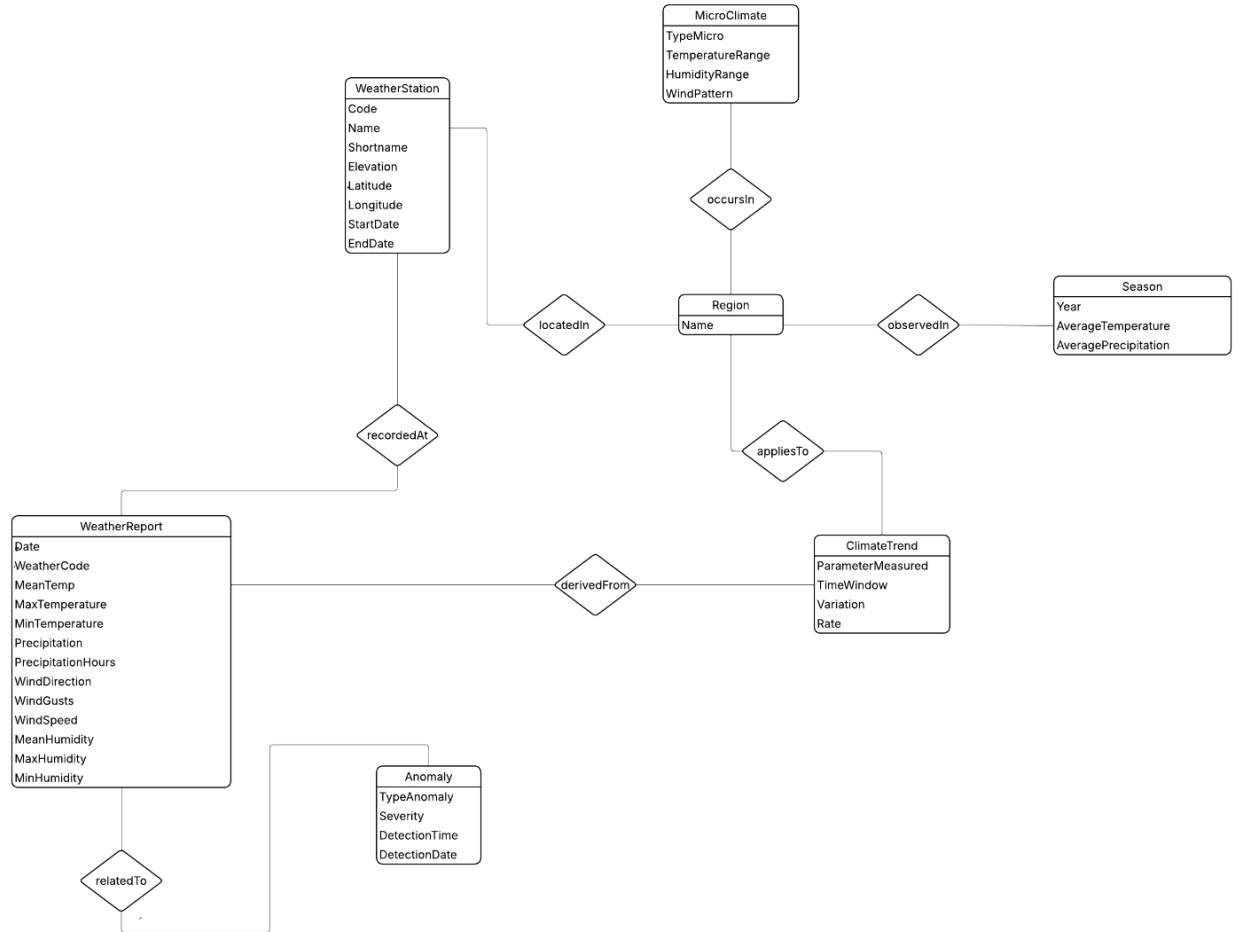 MicroClimate
TypeMicro
TemperatureRange
HumidityRange
WindPattern
WeatherStation
Code
Name
Shortname
Elevation
Latitude
Longitude
StartDate
EndDate
occursIn
locatedIn
Region
Name
observedIn
Season
Year
AverageTemperature
AveragePrecipitation
recordedAt
appliesTo
WeatherReport
Date
WeatherCode
MeanTemp
MaxTemperature
MinTemperature
Precipitation
PrecipitationHours
WindDirection
WindGusts
WindSpeed
MeanHumidity
MaxHumidity
MinHumidity
derivedFrom
ClimateTrend
ParameterMeasured
TimeWindow
Variation
Rate
Anomaly
TypeAnomaly
Severity
DetectionTime
DetectionDate
relatedTo